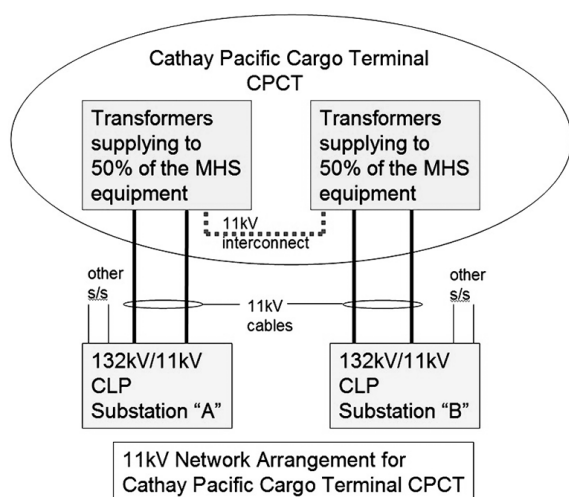 Cathay Pacific Cargo Terminal
CPCT
Transformers
supplying to
50% of the MHS
equipment
Transformers
supplying to
50% of the MHS
equipment
11kV
interconnect
other
s/s
11kV
cables
other
s/s
132kV/11kV
CLP
Substation “A”
132kV/11kV
CLP
Substation “B”
11kV Network Arrangement for
Cathay Pacific Cargo Terminal CPCT